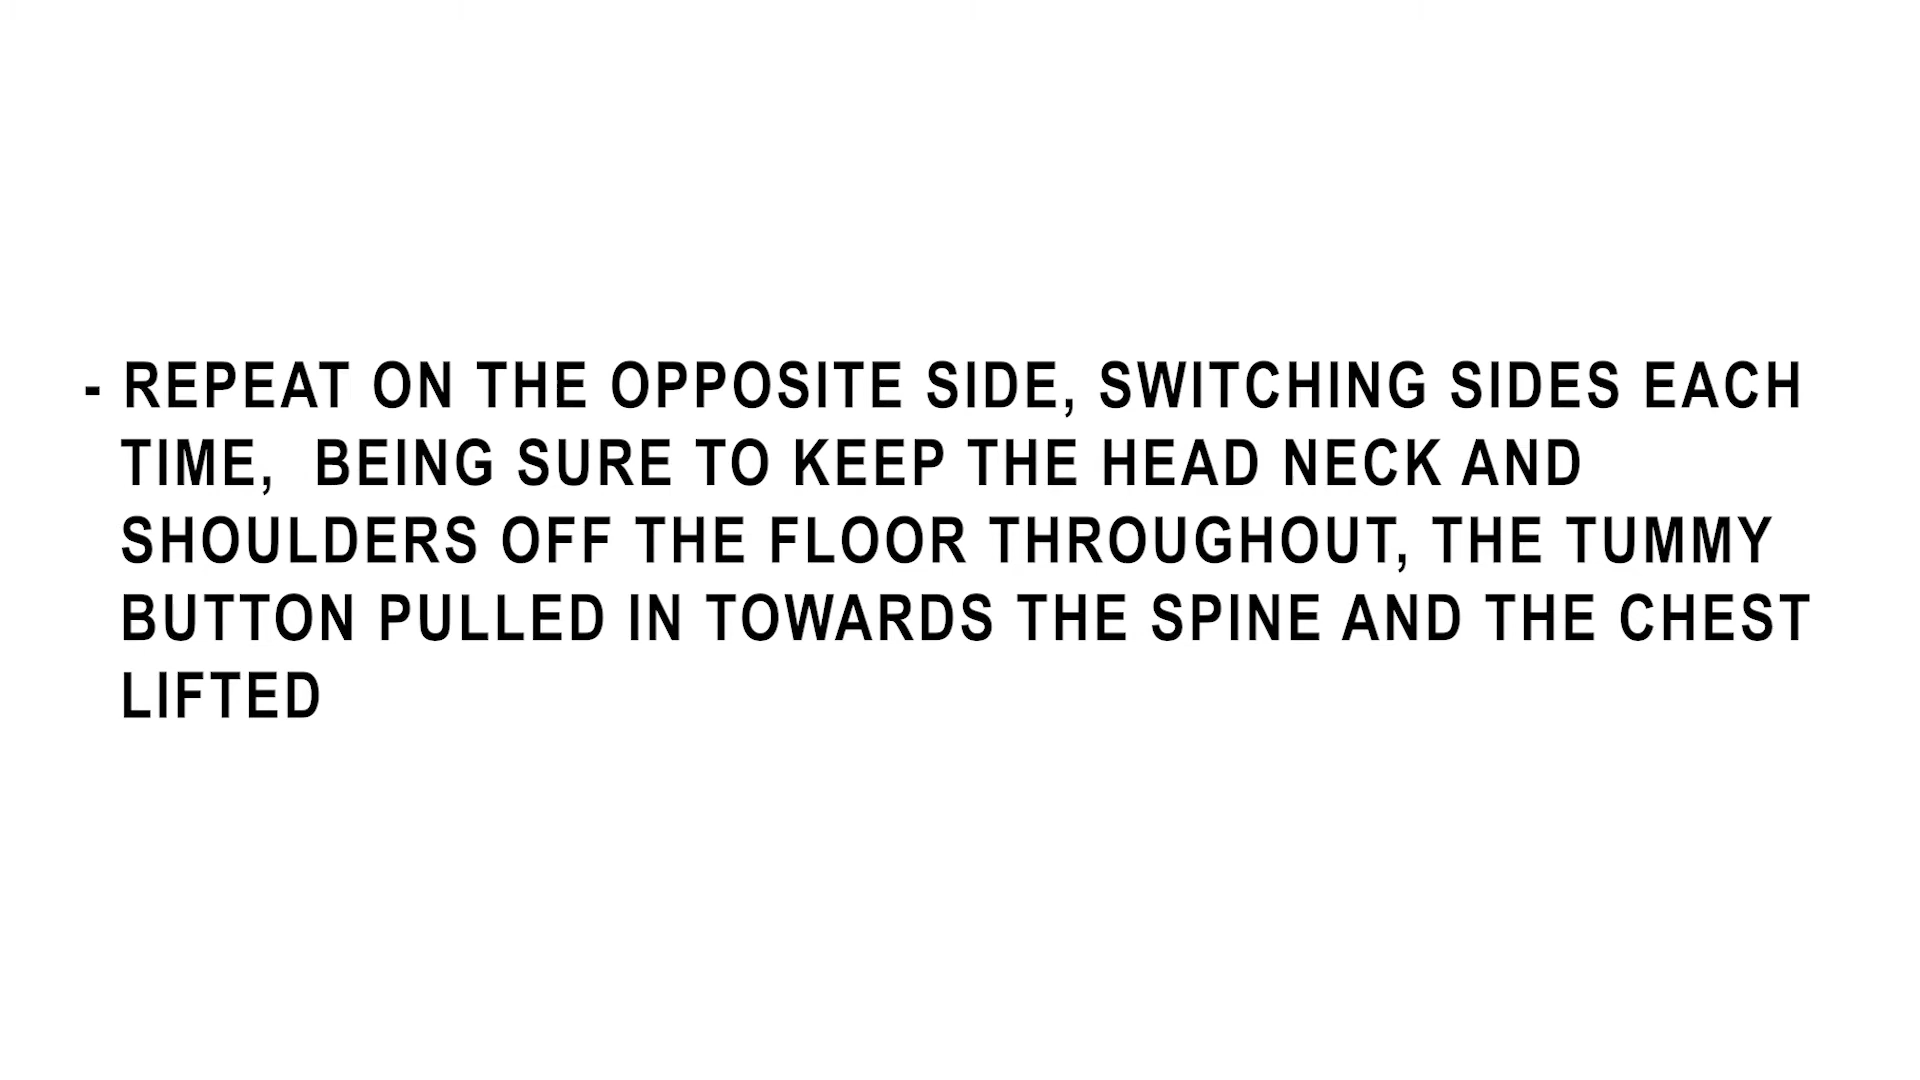 - REPEAT ON THE OPPOSITE SIDE, SWITCHING SIDES EACH
TIME,  BEING SURE TO KEEP THE HEAD NECK AND
SHOULDERS OFF THE FLOOR THROUGHOUT, THE TUMMY
BUTTON PULLED IN TOWARDS THE SPINE AND THE CHEST
LIFTED